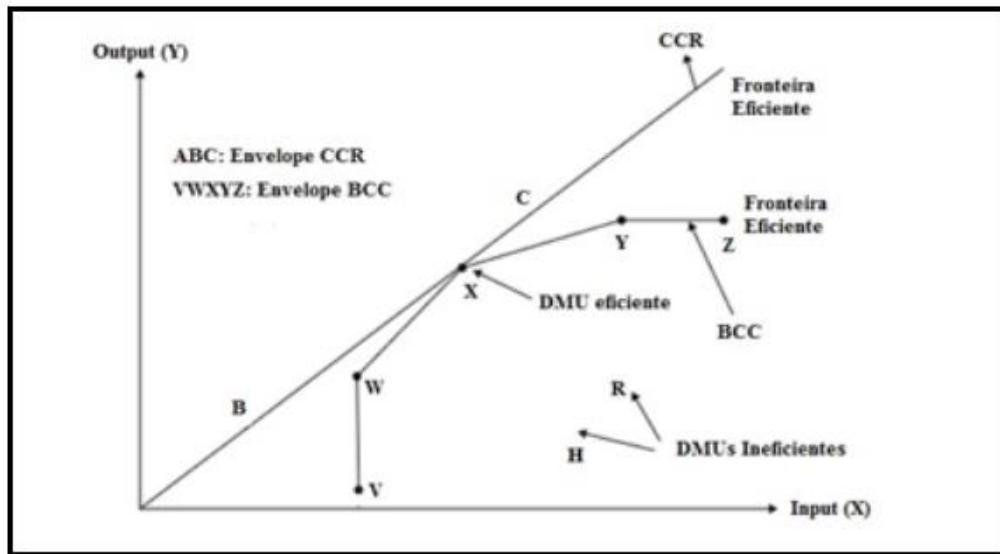 CCR
Output (Y)
Fronteira
Eficiente
ABC: Envelope CCR
VWXYZ: Envelope BCC
C
Fronteira
Eficiente
Y
Z
X
DMU eficiente
BCC
W
R
B
DMUs Ineficientes
H
V
Input (X)